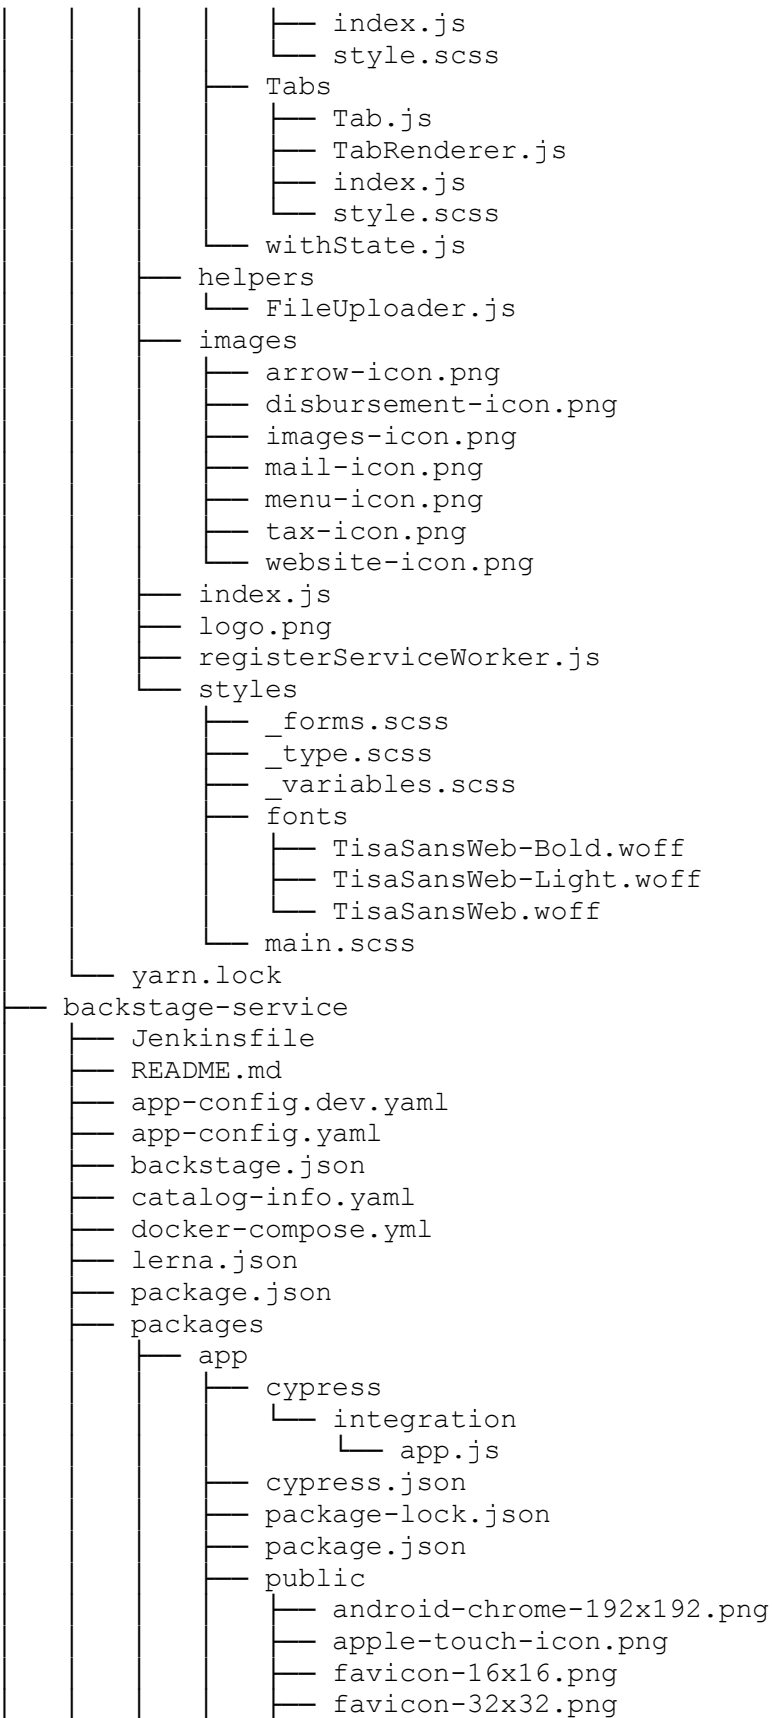 │   │   │   │   │   ├── index.js
│   │   │   │   │   └── style.scss
│   │   │   │   ├── Tabs
│   │   │   │   │   ├── Tab.js
│   │   │   │   │   ├── TabRenderer.js
│   │   │   │   │   ├── index.js
│   │   │   │   │   └── style.scss
│   │   │   │   └── withState.js
│   │   │   ├── helpers
│   │   │   │   └── FileUploader.js
│   │   │   ├── images
│   │   │   │   ├── arrow-icon.png
│   │   │   │   ├── disbursement-icon.png
│   │   │   │   ├── images-icon.png
│   │   │   │   ├── mail-icon.png
│   │   │   │   ├── menu-icon.png
│   │   │   │   ├── tax-icon.png
│   │   │   │   └── website-icon.png
│   │   │   ├── index.js
│   │   │   ├── logo.png
│   │   │   ├── registerServiceWorker.js
│   │   │   └── styles
│   │   │       ├── _forms.scss
│   │   │       ├── _type.scss
│   │   │       ├── _variables.scss
│   │   │       ├── fonts
│   │   │       │   ├── TisaSansWeb-Bold.woff
│   │   │       │   ├── TisaSansWeb-Light.woff
│   │   │       │   └── TisaSansWeb.woff
│   │   │       └── main.scss
│   │   └── yarn.lock
│   ├── backstage-service
│   │   ├── Jenkinsfile
│   │   ├── README.md
│   │   ├── app-config.dev.yaml
│   │   ├── app-config.yaml
│   │   ├── backstage.json
│   │   ├── catalog-info.yaml
│   │   ├── docker-compose.yml
│   │   ├── lerna.json
│   │   ├── package.json
│   │   ├── packages
│   │   │   ├── app
│   │   │   │   ├── cypress
│   │   │   │   │   └── integration
│   │   │   │   │       └── app.js
│   │   │   │   ├── cypress.json
│   │   │   │   ├── package-lock.json
│   │   │   │   ├── package.json
│   │   │   │   ├── public
│   │   │   │   │   ├── android-chrome-192x192.png
│   │   │   │   │   ├── apple-touch-icon.png
│   │   │   │   │   ├── favicon-16x16.png
│   │   │   │   │   ├── favicon-32x32.png